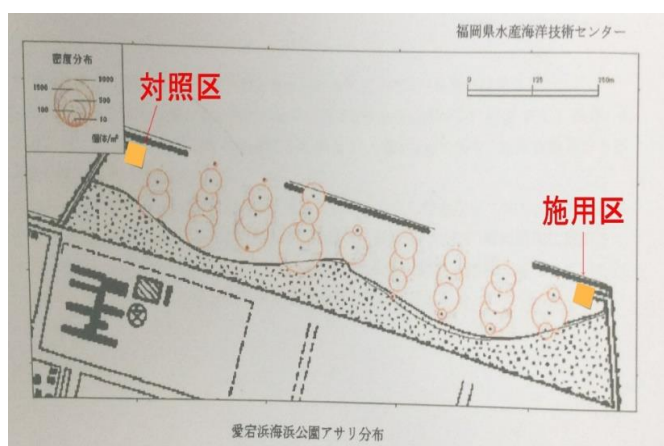 福岡県水産海洋技術センター
密度分布
3000
1500
500
100
10
個体/m²
対照区
0
125
250m
施用区
愛宕浜海浜公園アサリ分布